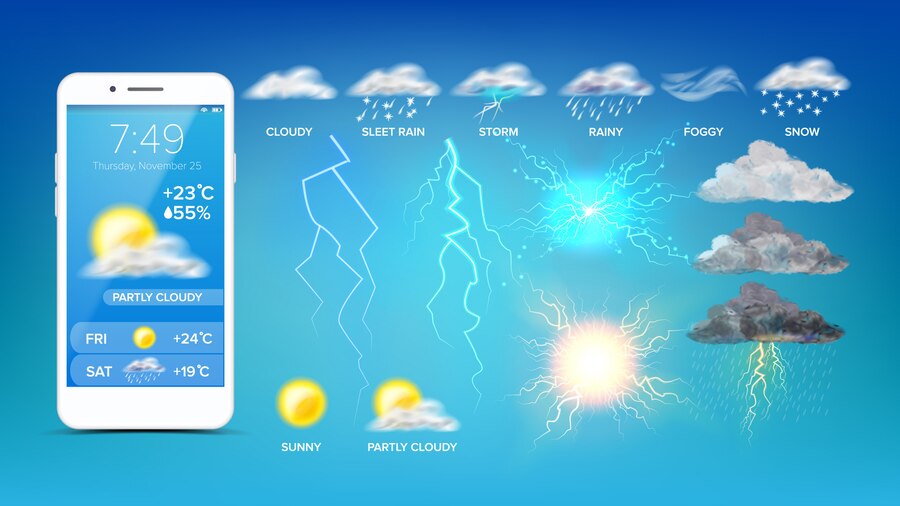 7:49
Thursday, November 25
+23°C
55%
PARTLY CLOUDY
FRI +24°C
SAT +19°C
CLOUDY SLEET RAIN STORM RAINY FOGGY SNOW
SUNNY PARTLY CLOUDY